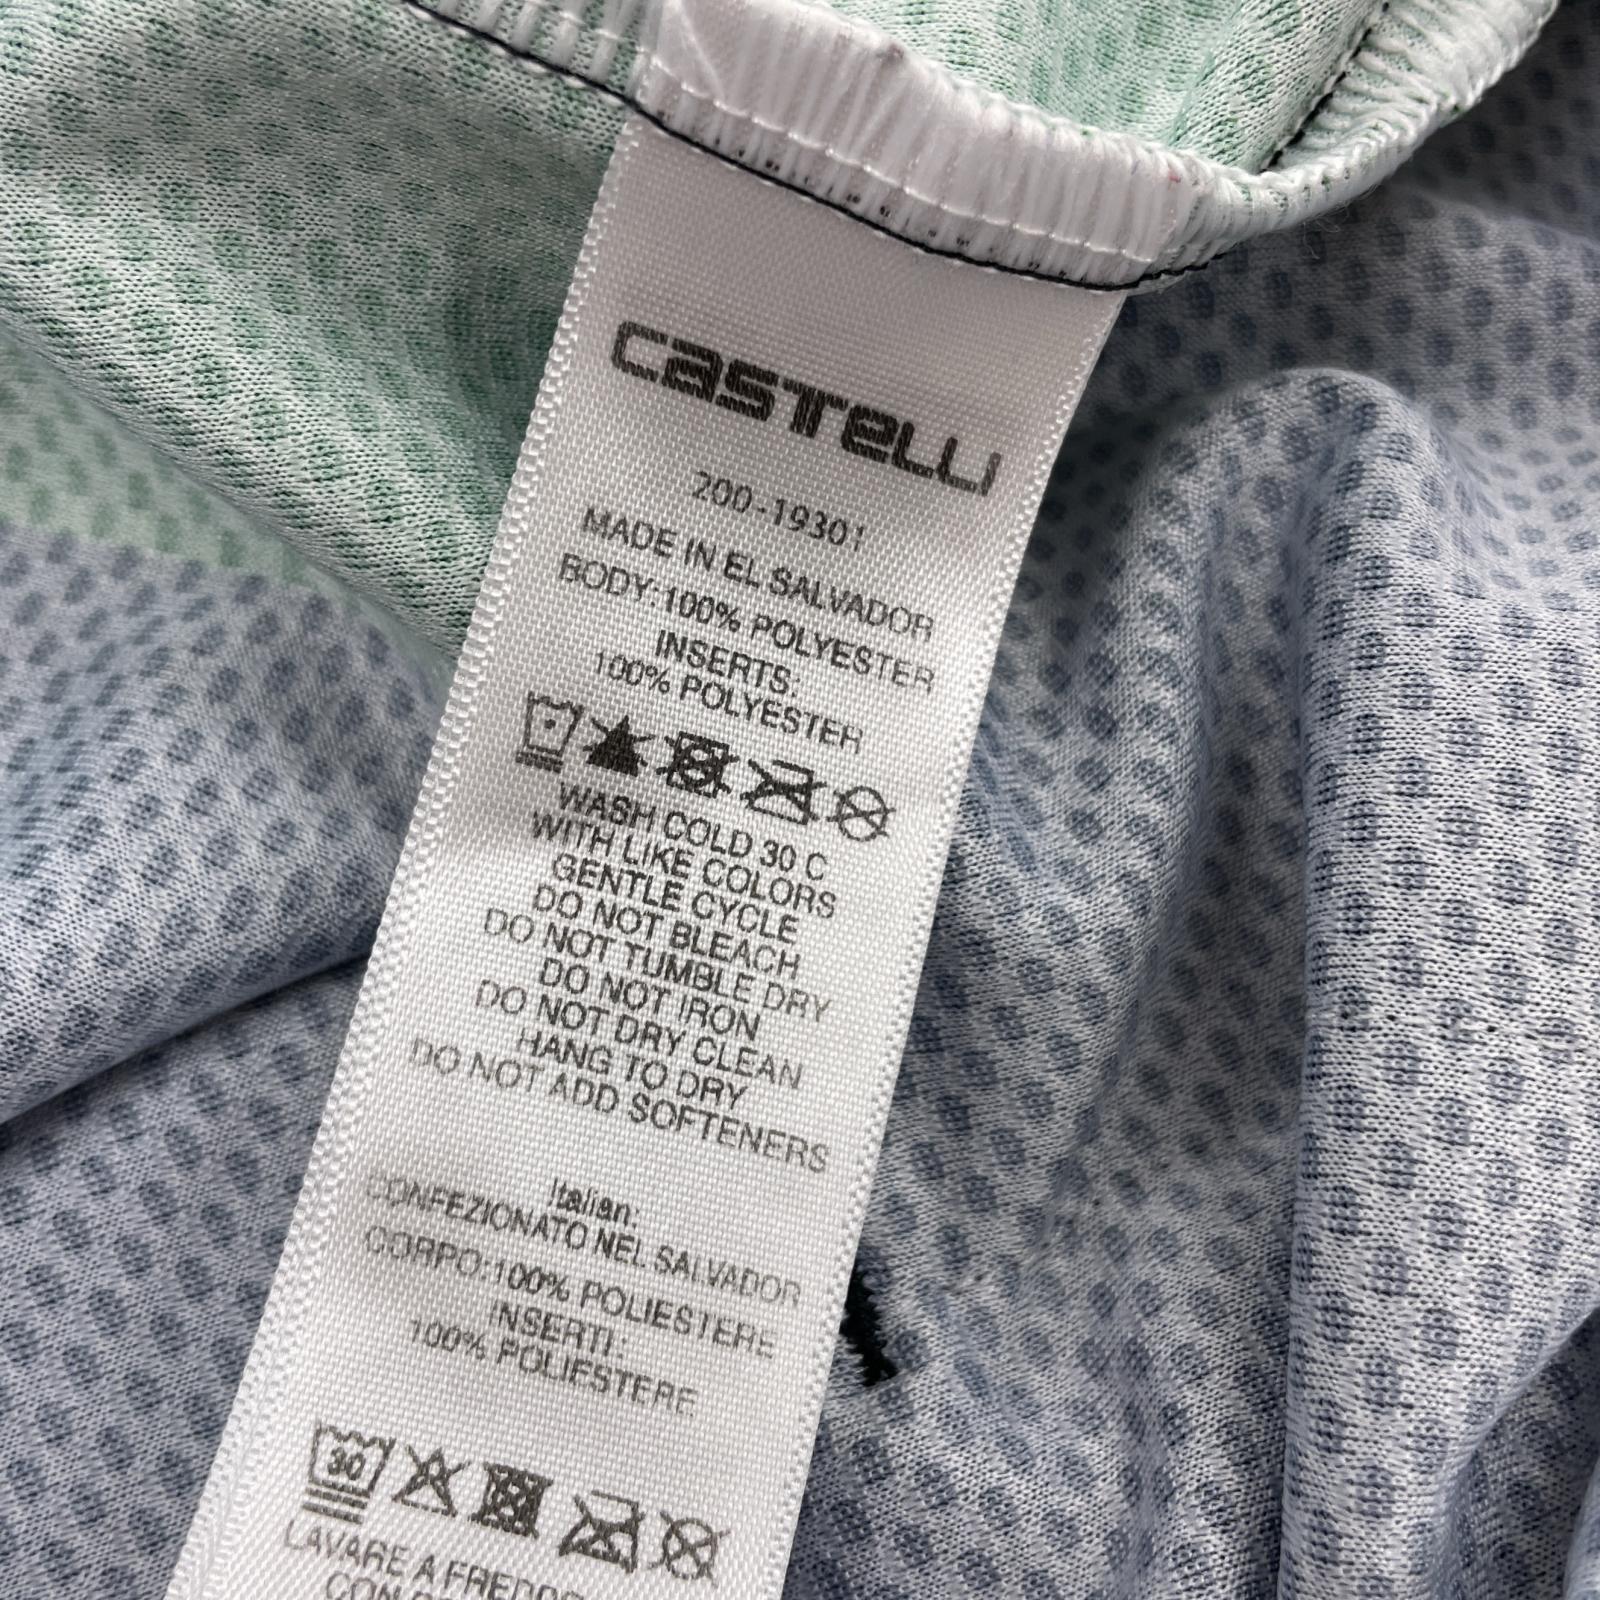 castelli
200-19301
MADE IN EL SALVADOR
BODY:100% POLYESTER
INSERTS:
100% POLYESTER
WASH COLD 30 C
WITH LIKE COLORS
GENTLE CYCLE
DO NOT BLEACH
DO NOT TUMBLE DRY
DO NOT IRON
DO NOT DRY CLEAN
HANG TO DRY
DO NOT ADD SOFTENERS
Italian:
CONFEZIONATO NEL SALVADOR
CORPO:100% POLIESTERE
INSERTI:
100% POLIESTERE
30
LAVARE A FREDDO
CON